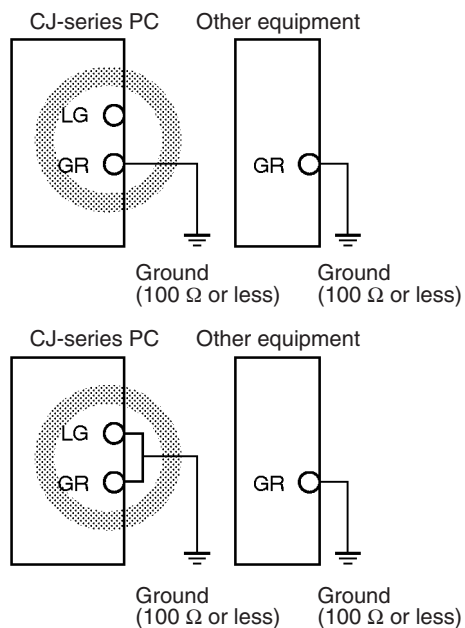 CJ-series PC
Other equipment
LG
GR
GR
Ground
(100 Ω or less)
Ground
(100 Ω or less)
CJ-series PC
Other equipment
LG
GR
GR
Ground
(100 Ω or less)
Ground
(100 Ω or less)